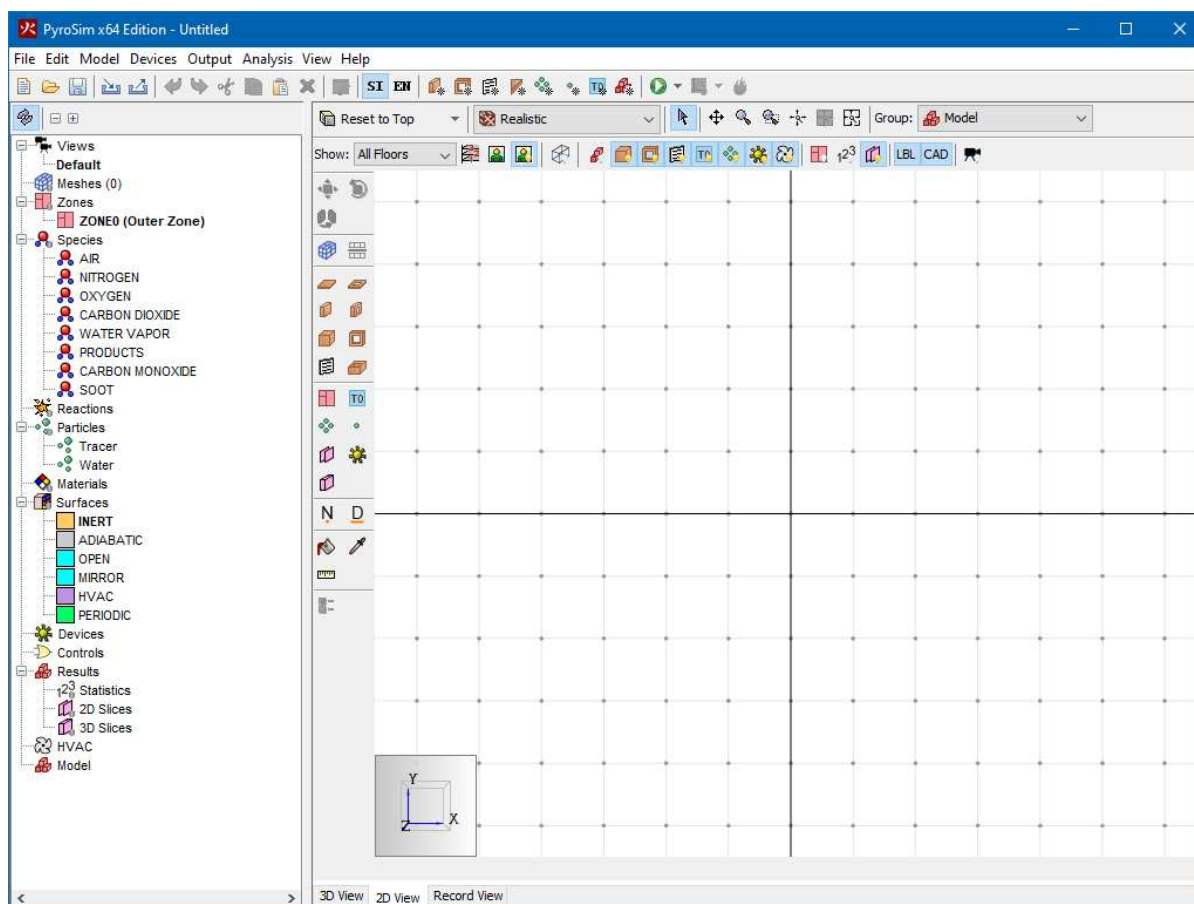 PyroSim x64 Edition - Untitled
File Edit Model Devices Output Analysis View Help
SI EN
Reset to Top Realistic Group: Model
Show: All Floors 123 LBL CAD
Views
Default
Meshes (0)
Zones
ZONE0 (Outer Zone)
Species
AIR
NITROGEN
OXYGEN
CARBON DIOXIDE
WATER VAPOR
PRODUCTS
CARBON MONOXIDE
SOOT
Reactions
Particles
Tracer
Water
Materials
Surfaces
INERT
ADIABATIC
OPEN
MIRROR
HVAC
PERIODIC
Devices
Controls
Results
123 Statistics
2D Slices
3D Slices
HVAC
Model
N D
Y
Z X
3D View 2D View Record View